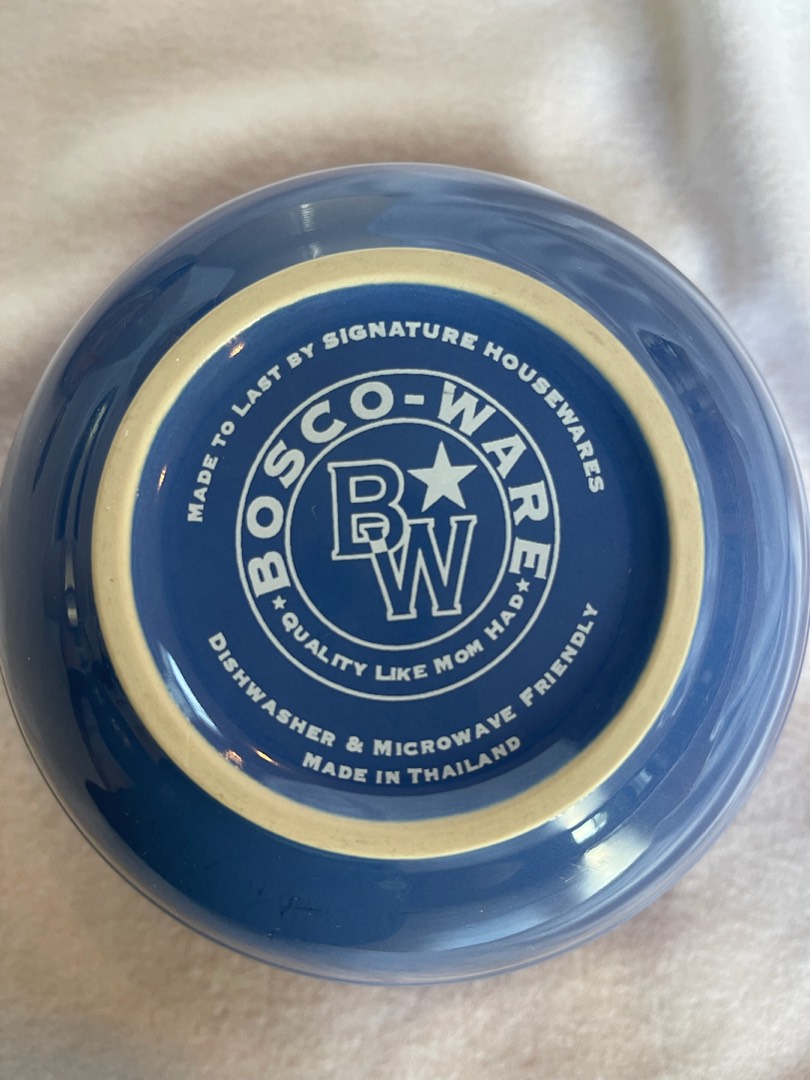 Made to Last by Signature Housewares
BOSCO-WARE
BW
Quality Like Mom Had
Dishwasher & Microwave Friendly
Made in Thailand